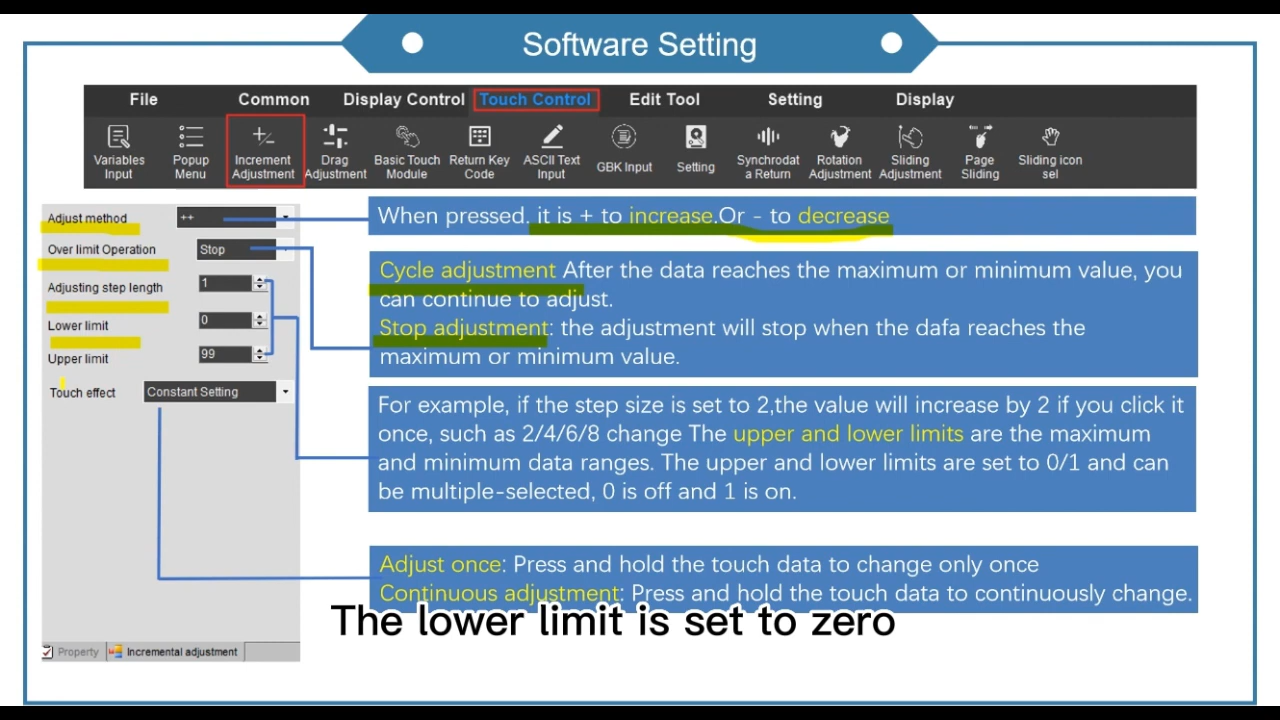 Software Setting
File Common Display Control Touch Control Edit Tool Setting Display
Variables Input
Popup Menu
Increment Adjustment
Drag Adjustment
Basic Touch Module
Return Key Code
ASCII Text Input
GBK Input
Setting
Synchrodat a Return
Rotation Adjustment
Sliding Adjustment
Page Sliding
Sliding icon sel
Adjust method ++
Over limit Operation Stop
Adjusting step length 1
Lower limit 0
Upper limit 99
Touch effect Constant Setting
When pressed. it is + to increase.Or - to decrease
Cycle adjustment After the data reaches the maximum or minimum value, you
can continue to adjust.
Stop adjustment: the adjustment will stop when the dafa reaches the
maximum or minimum value.
For example, if the step size is set to 2,the value will increase by 2 if you click it
once, such as 2/4/6/8 change The upper and lower limits are the maximum
and minimum data ranges. The upper and lower limits are set to 0/1 and can
be multiple-selected, 0 is off and 1 is on.
Adjust once: Press and hold the touch data to change only once
Continuous adjustment: Press and hold the touch data to continuously change.
The lower limit is set to zero
Property Incremental adjustment